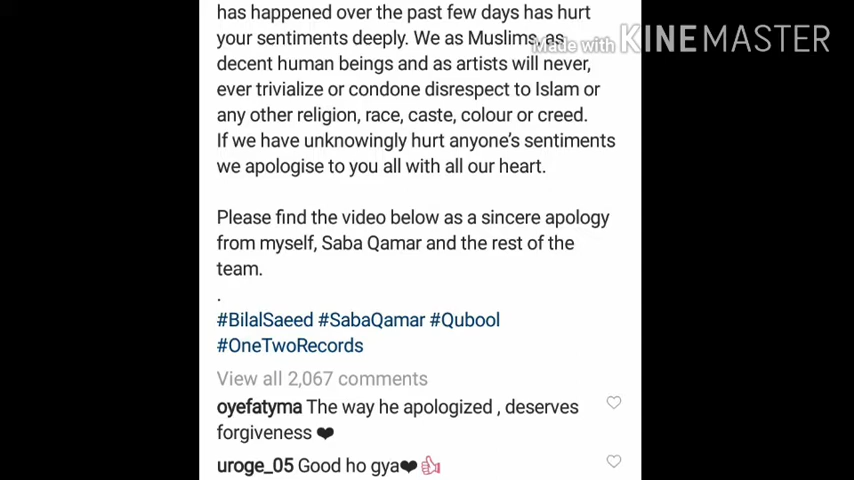 has happened over the past few days has hurt
your sentiments deeply. We as Muslims, as
Made with KINEMASTER
decent human beings and as artists will never,
ever trivialize or condone disrespect to Islam or
any other religion, race, caste, colour or creed.
If we have unknowingly hurt anyone's sentiments
we apologise to you all with all our heart.
Please find the video below as a sincere apology
from myself, Saba Qamar and the rest of the
team.
.
#BilalSaeed #SabaQamar #Qubool
#OneTwoRecords
View all 2,067 comments
oyefatyma The way he apologized , deserves
forgiveness ❤
uroge_05 Good ho gya❤👍